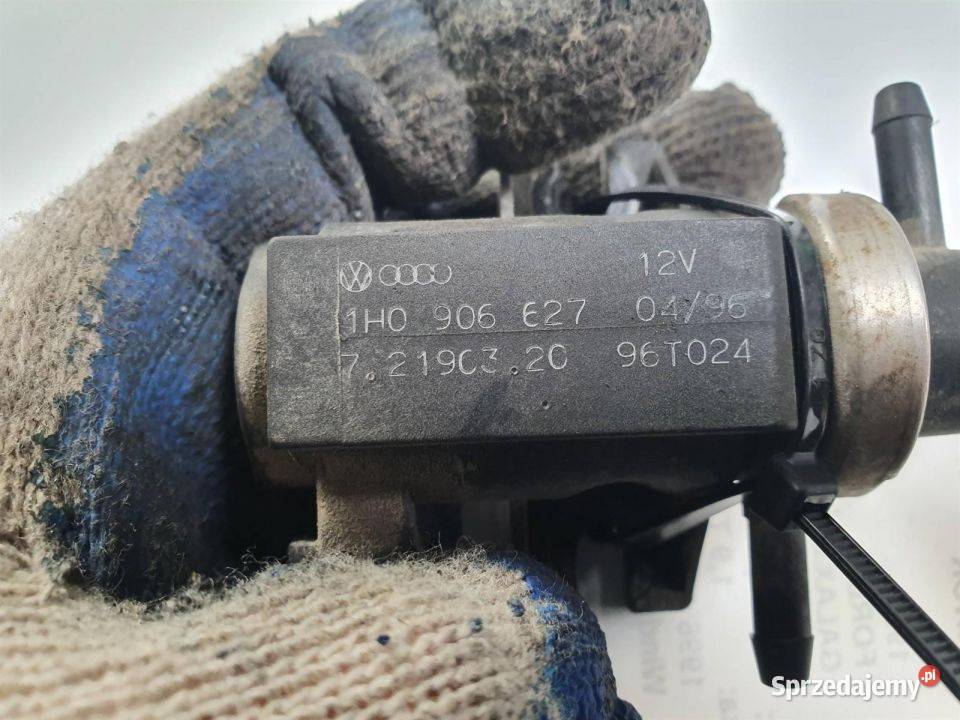 12V
1H0 906 627 04/96
7.21903.20 96T024
Sprzedajemy.pl